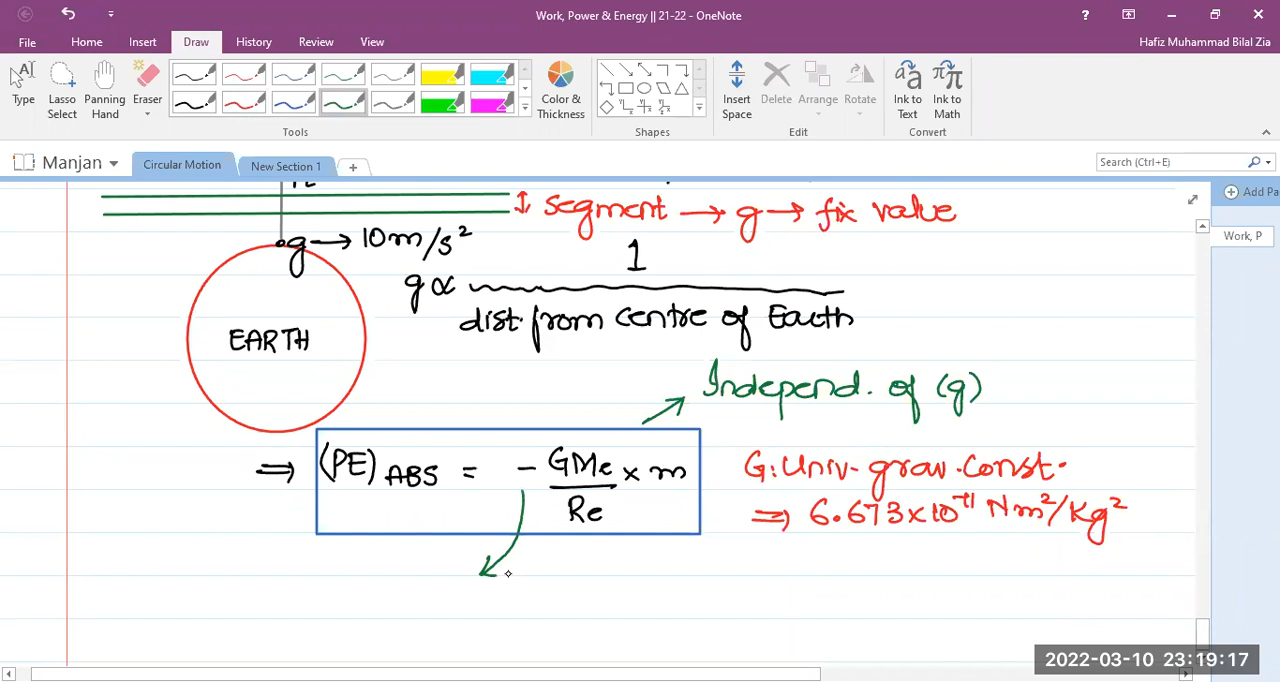 Work, Power & Energy || 21-22 - OneNote
Hafiz Muhammad Bilal Zia
File Home Insert Draw History Review View
Type Lasso Select Panning Hand Eraser Color & Thickness Insert Space Delete Arrange Rotate Ink to Text Ink to Math
Tools Shapes Edit Convert
Manjan Circular Motion New Section 1 Search (Ctrl+E)
Add Pa
Work, P
segment → g → fix value
g → 10m/s²
g ∝ 1
dist. from centre of Earth
EARTH
Independ. of (g)
⇒ (PE) ABS = - GMe/Re × m
G: Univ. grav. const.
⇒ 6.673x10⁻¹¹ Nm²/Kg²
2022-03-10 23:19:17